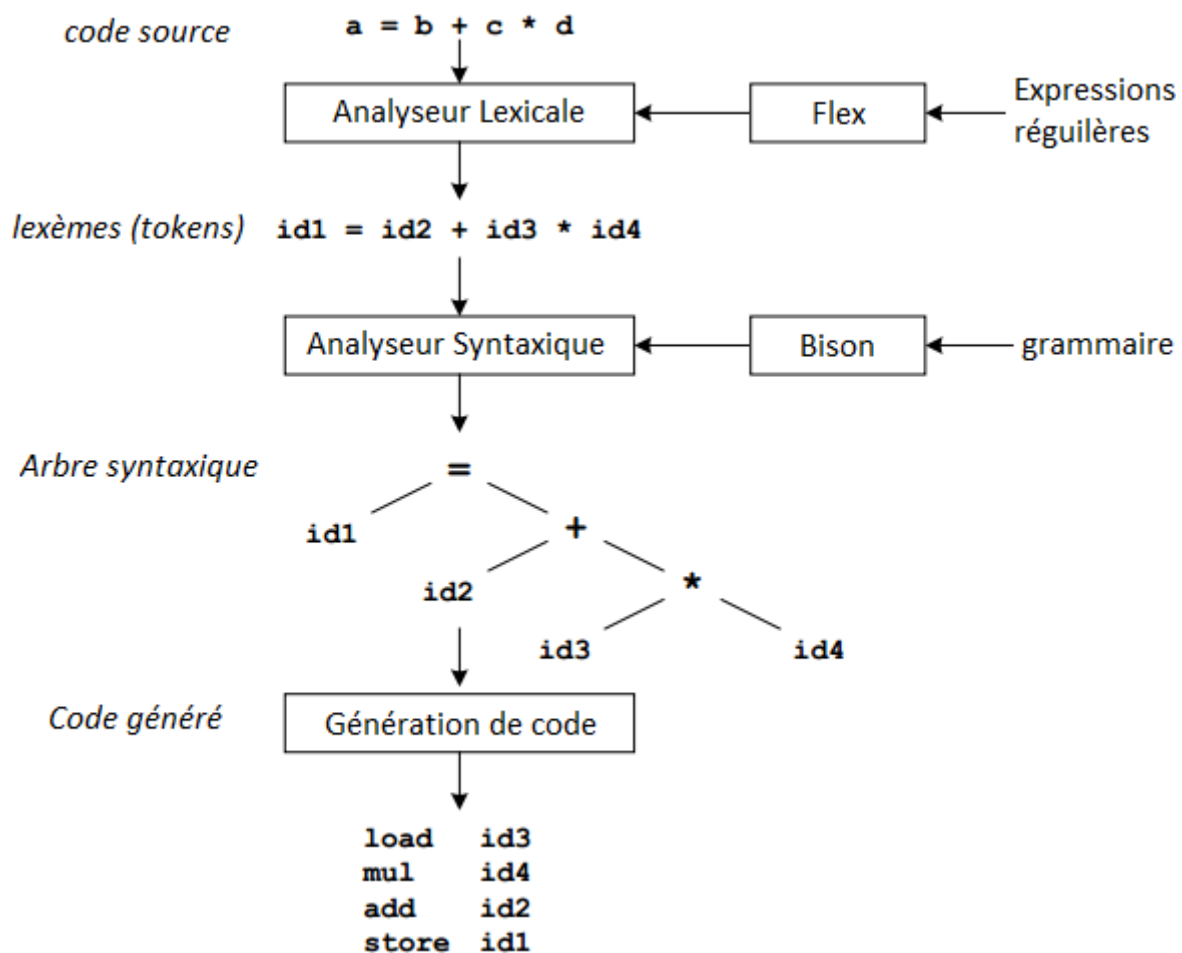 code source
a = b + c * d
Analyseur Lexicale
Flex
Expressions
réguilères
lexèmes (tokens)
id1 = id2 + id3 * id4
Analyseur Syntaxique
Bison
grammaire
Arbre syntaxique
=
id1
+
id2
*
id3
id4
Code généré
Génération de code
load id3
mul id4
add id2
store id1